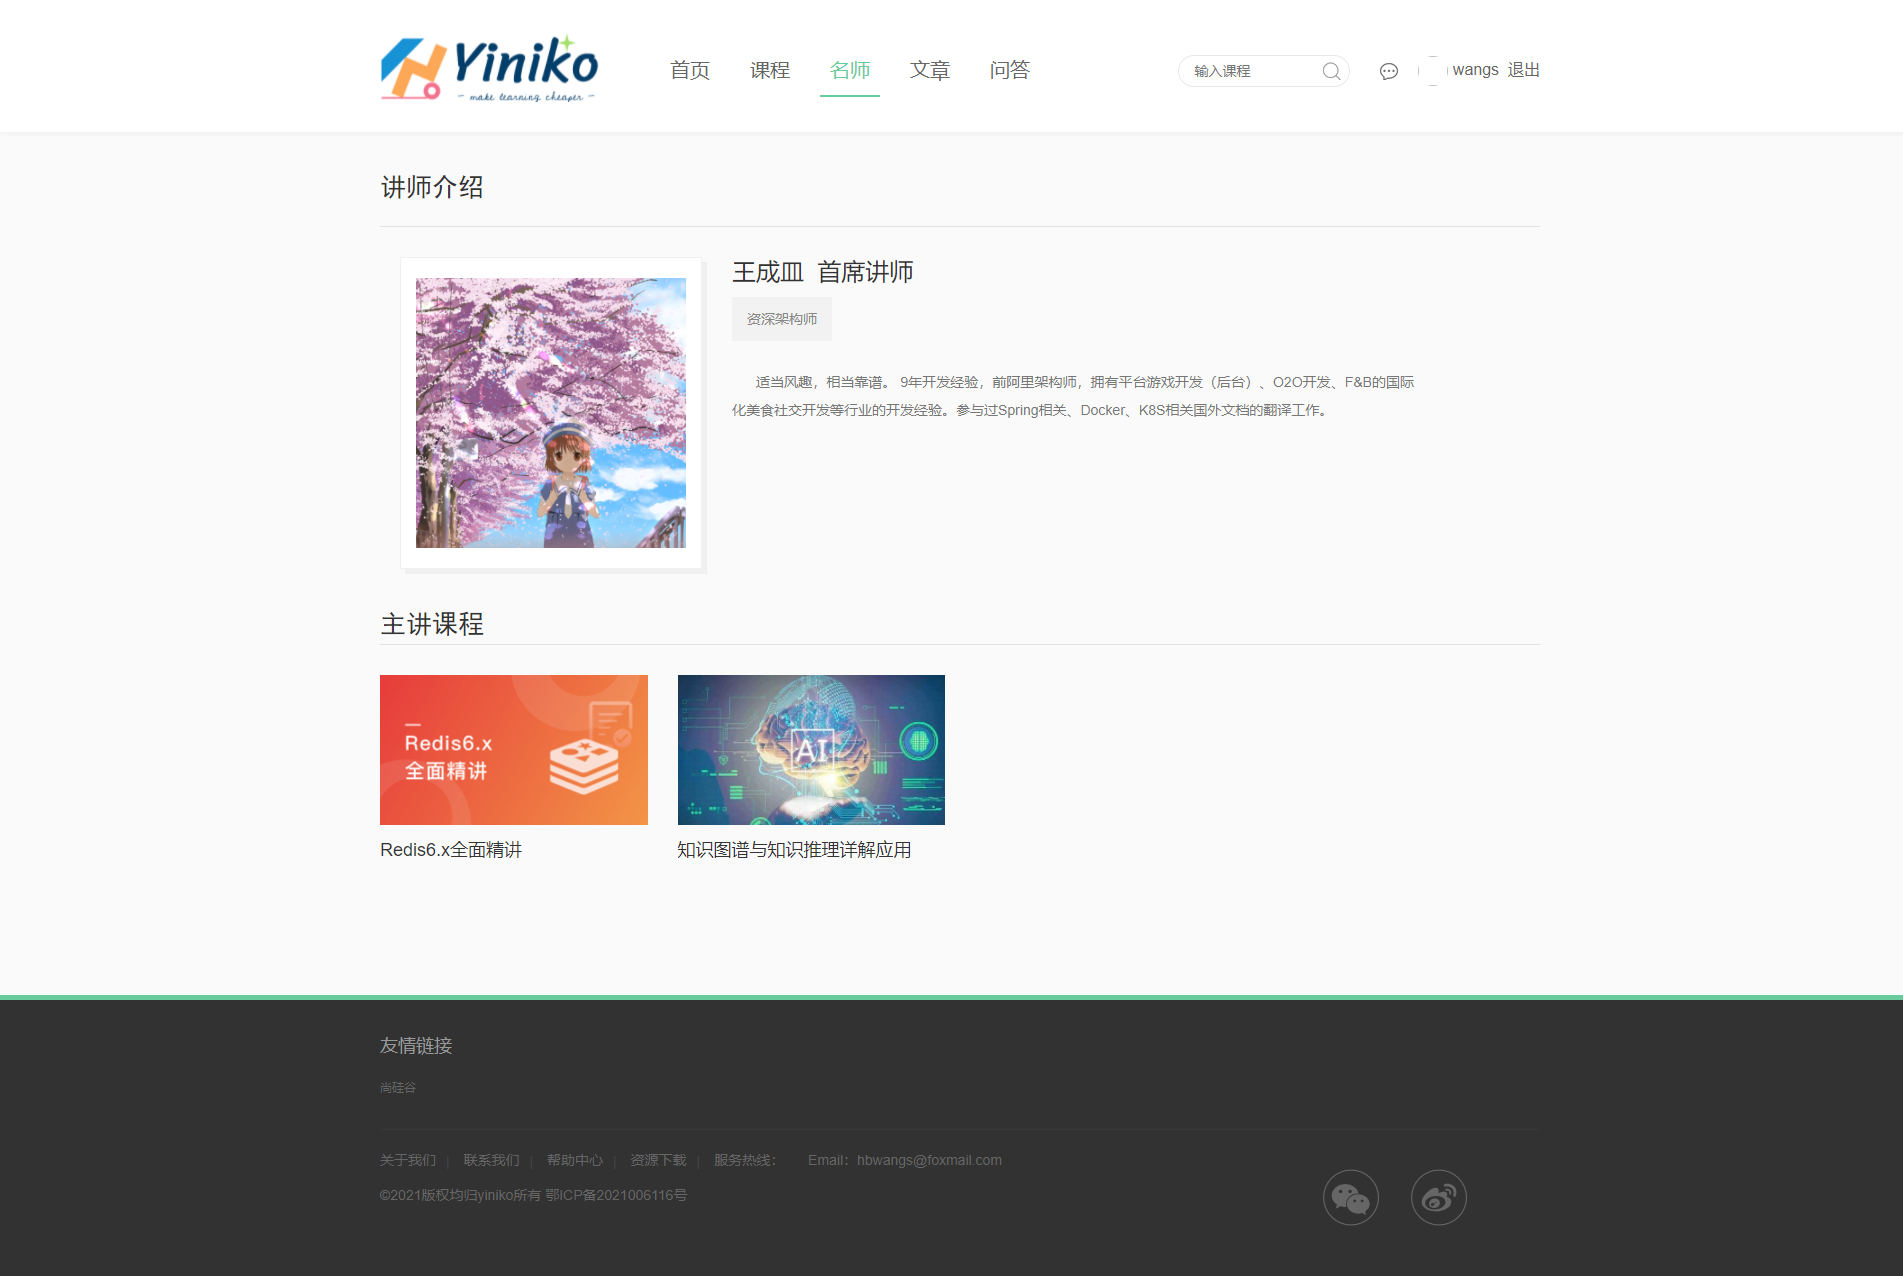 Yiniko
make learning cheaper
首页 课程 名师 文章 问答
输入课程
wangs 退出
讲师介绍
王成皿 首席讲师
资深架构师
适当风趣，相当靠谱。 9年开发经验，前阿里架构师，拥有平台游戏开发（后台）、O2O开发、F&B的国际
化美食社交开发等行业的开发经验。参与过Spring相关、Docker、K8S相关国外文档的翻译工作。
主讲课程
Redis6.x
全面精讲
AI
Redis6.x全面精讲
知识图谱与知识推理详解应用
友情链接
尚硅谷
关于我们 | 联系我们 | 帮助中心 | 资源下载 | 服务热线： Email：hbwangs@foxmail.com
©2021版权均归yiniko所有 鄂ICP备2021006116号